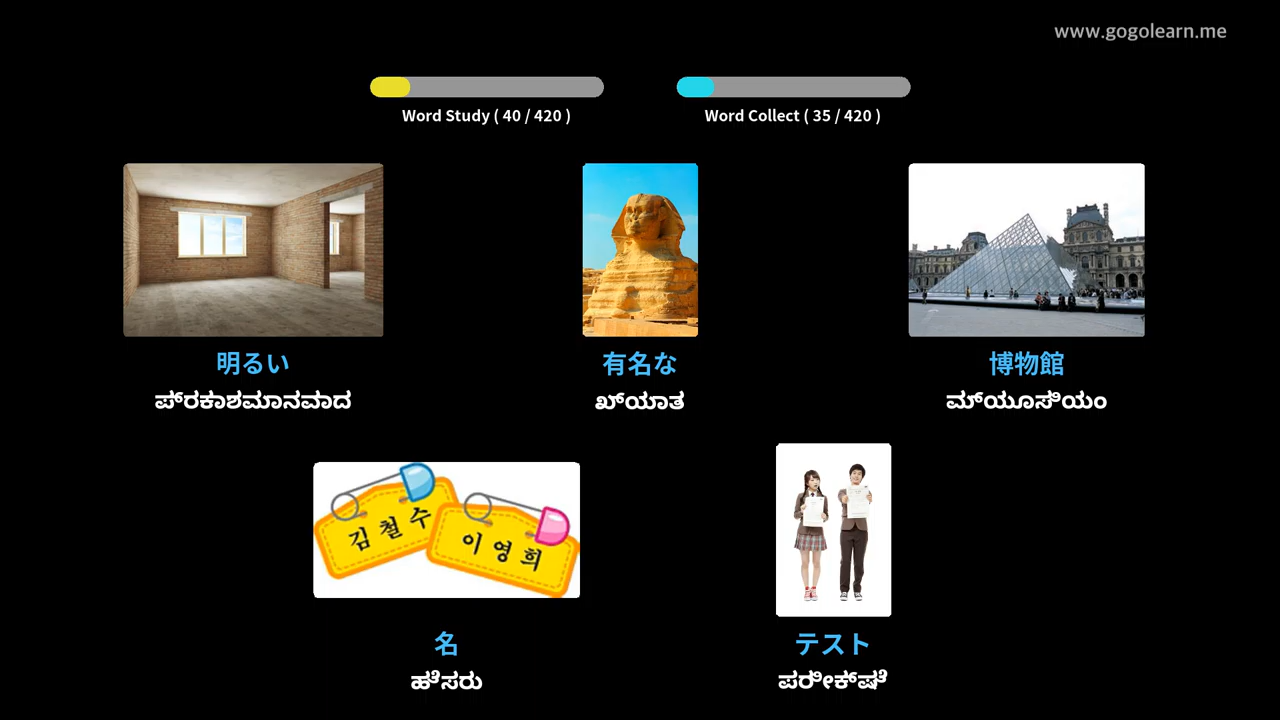 www.gogolearn.me
Word Study ( 40 / 420 )
Word Collect ( 35 / 420 )
明るい
ಪ್ರಕಾಶಮಾನವಾದ
有名な
ಖ್ಯಾತ
博物館
ಮ್ಯೂಸಿಯಂ
김철수
이영희
名
ಹೆಸರು
テスト
ಪರೀಕ್ಷೆ